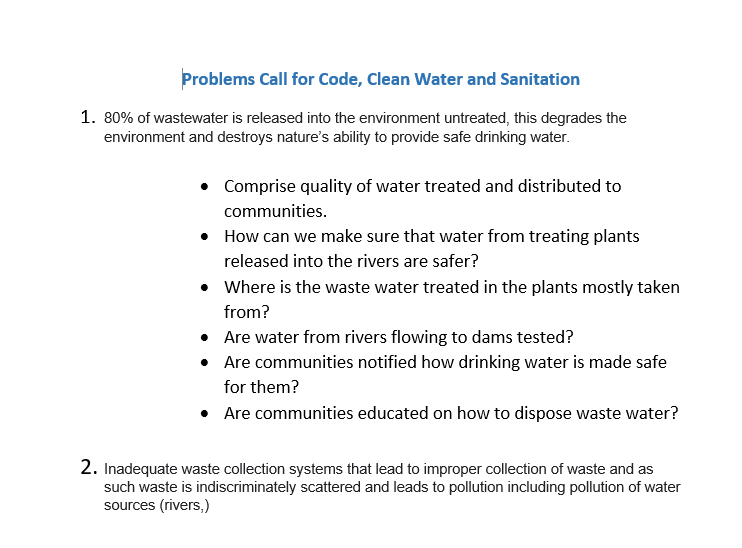 Problems Call for Code, Clean Water and Sanitation
1. 80% of wastewater is released into the environment untreated, this degrades the
environment and destroys nature's ability to provide safe drinking water.
• Comprise quality of water treated and distributed to
communities.
• How can we make sure that water from treating plants
released into the rivers are safer?
• Where is the waste water treated in the plants mostly taken
from?
• Are water from rivers flowing to dams tested?
• Are communities notified how drinking water is made safe
for them?
• Are communities educated on how to dispose waste water?
2. Inadequate waste collection systems that lead to improper collection of waste and as
such waste is indiscriminately scattered and leads to pollution including pollution of water
sources (rivers,)